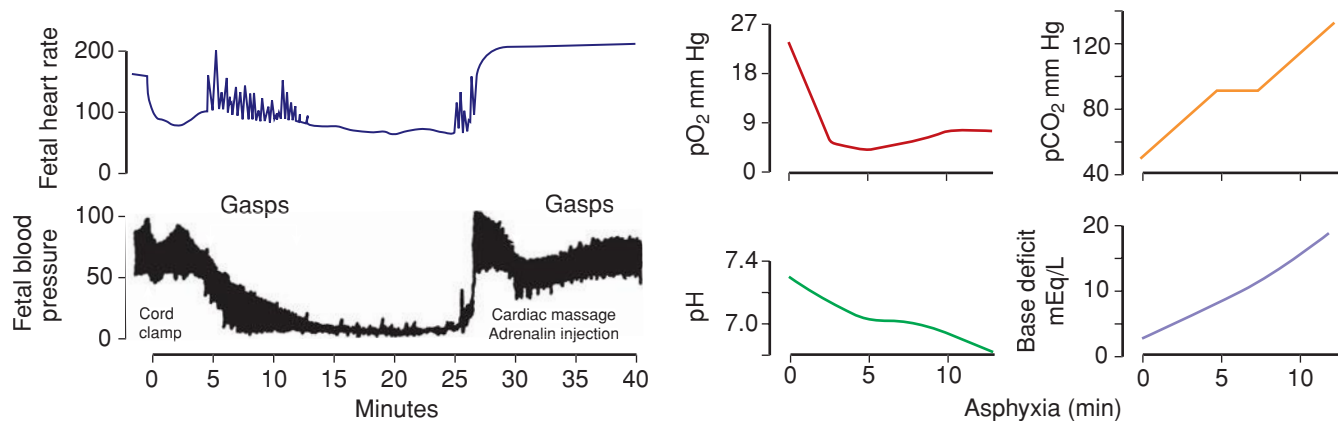 Fetal heart rate
200
100
0
Fetal blood
pressure
100
50
0
Gasps
Gasps
Cord
clamp
Cardiac massage
Adrenalin injection
0 5 10 15 20 25 30 35 40
Minutes
pO2 mm Hg
27
18
9
0
pCO2 mm Hg
120
80
40
pH
7.4
7.0
0 5 10
Base deficit
mEq/L
20
10
0
0 5 10
Asphyxia (min)